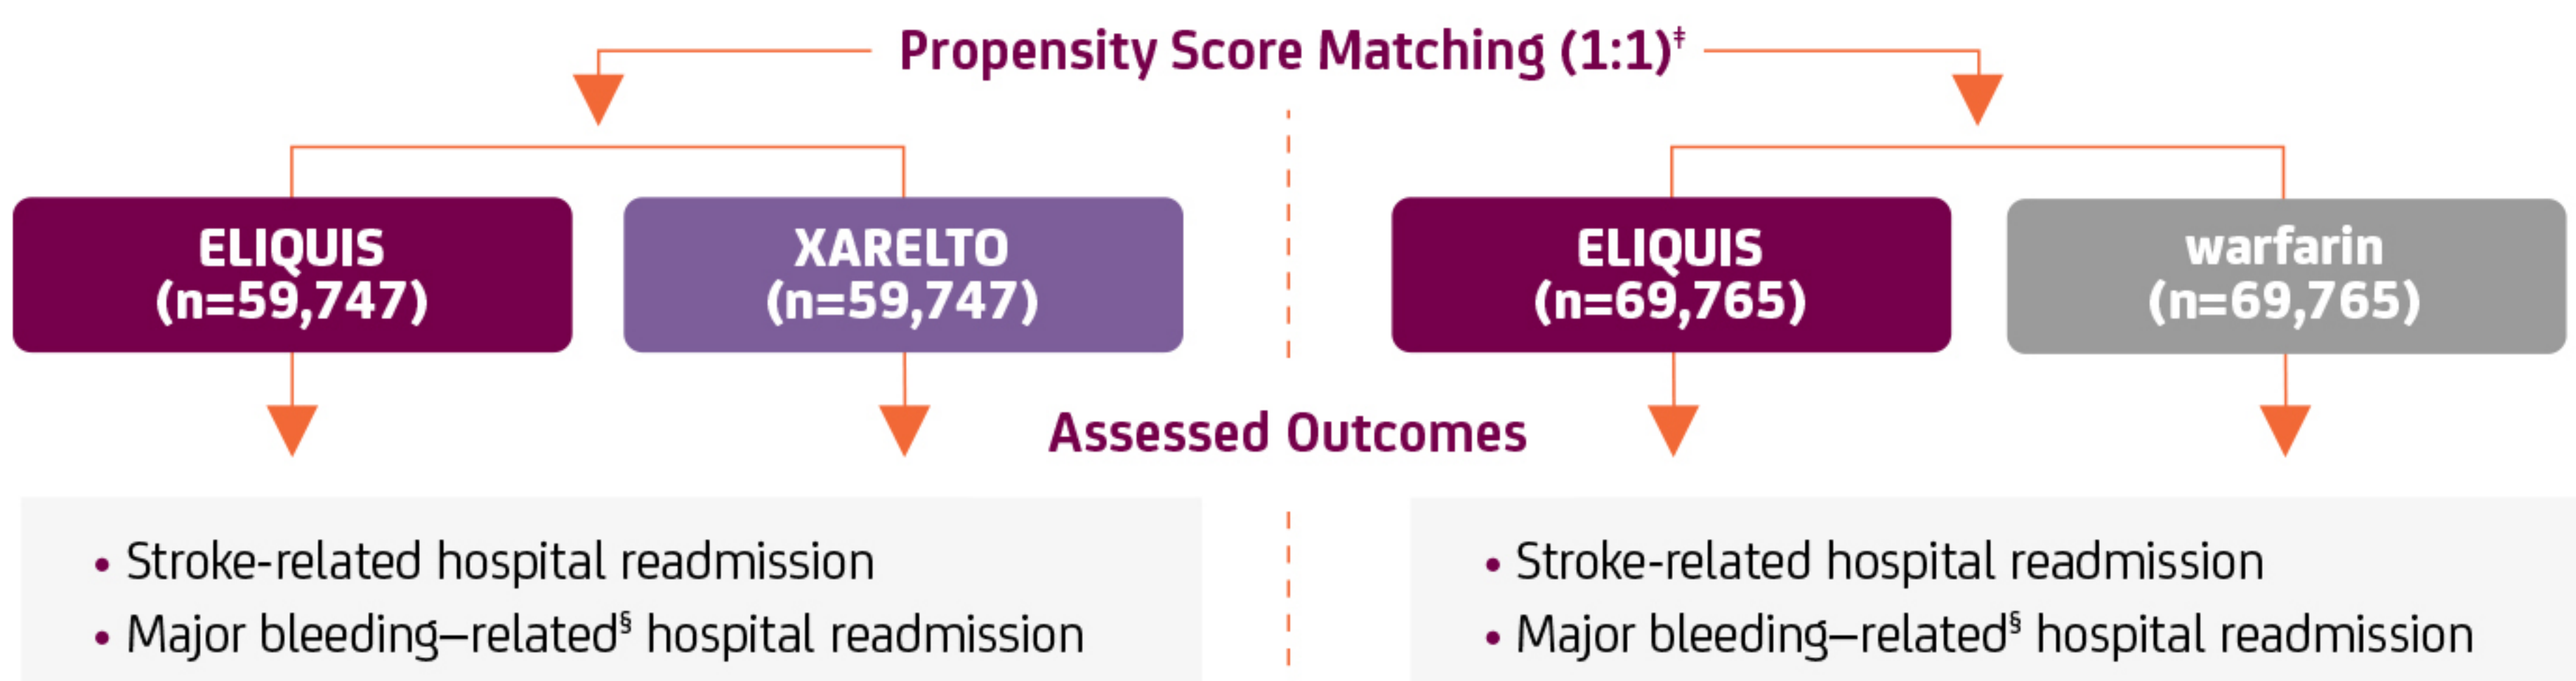 Propensity Score Matching (1:1)‡
ELIQUIS
(n=59,747)
XARELTO
(n=59,747)
ELIQUIS
(n=69,765)
warfarin
(n=69,765)
Assessed Outcomes
• Stroke-related hospital readmission
• Major bleeding–related§ hospital readmission
• Stroke-related hospital readmission
• Major bleeding–related§ hospital readmission